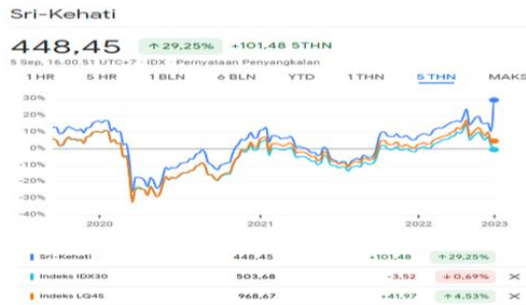 Sri-Kehati
448,45 ↑ 29,25% +101,48 5THN
5 Sep, 16.00.51 UTC+7 · IDX · Pernyataan Penyangkalan
1 HR 5 HR 1 BLN 6 BLN YTD 1 THN 5 THN MAKS
30%
20%
10%
0%
-10%
-20%
-30%
-40%
2020 2021 2022 2023
Sri-Kehati 448,45 +101,48 ↑ 29,25%
Indeks IDX30 503,68 -3,52 ↓ 0,69%
Indeks LQ45 968,67 +41,97 ↑ 4,53%